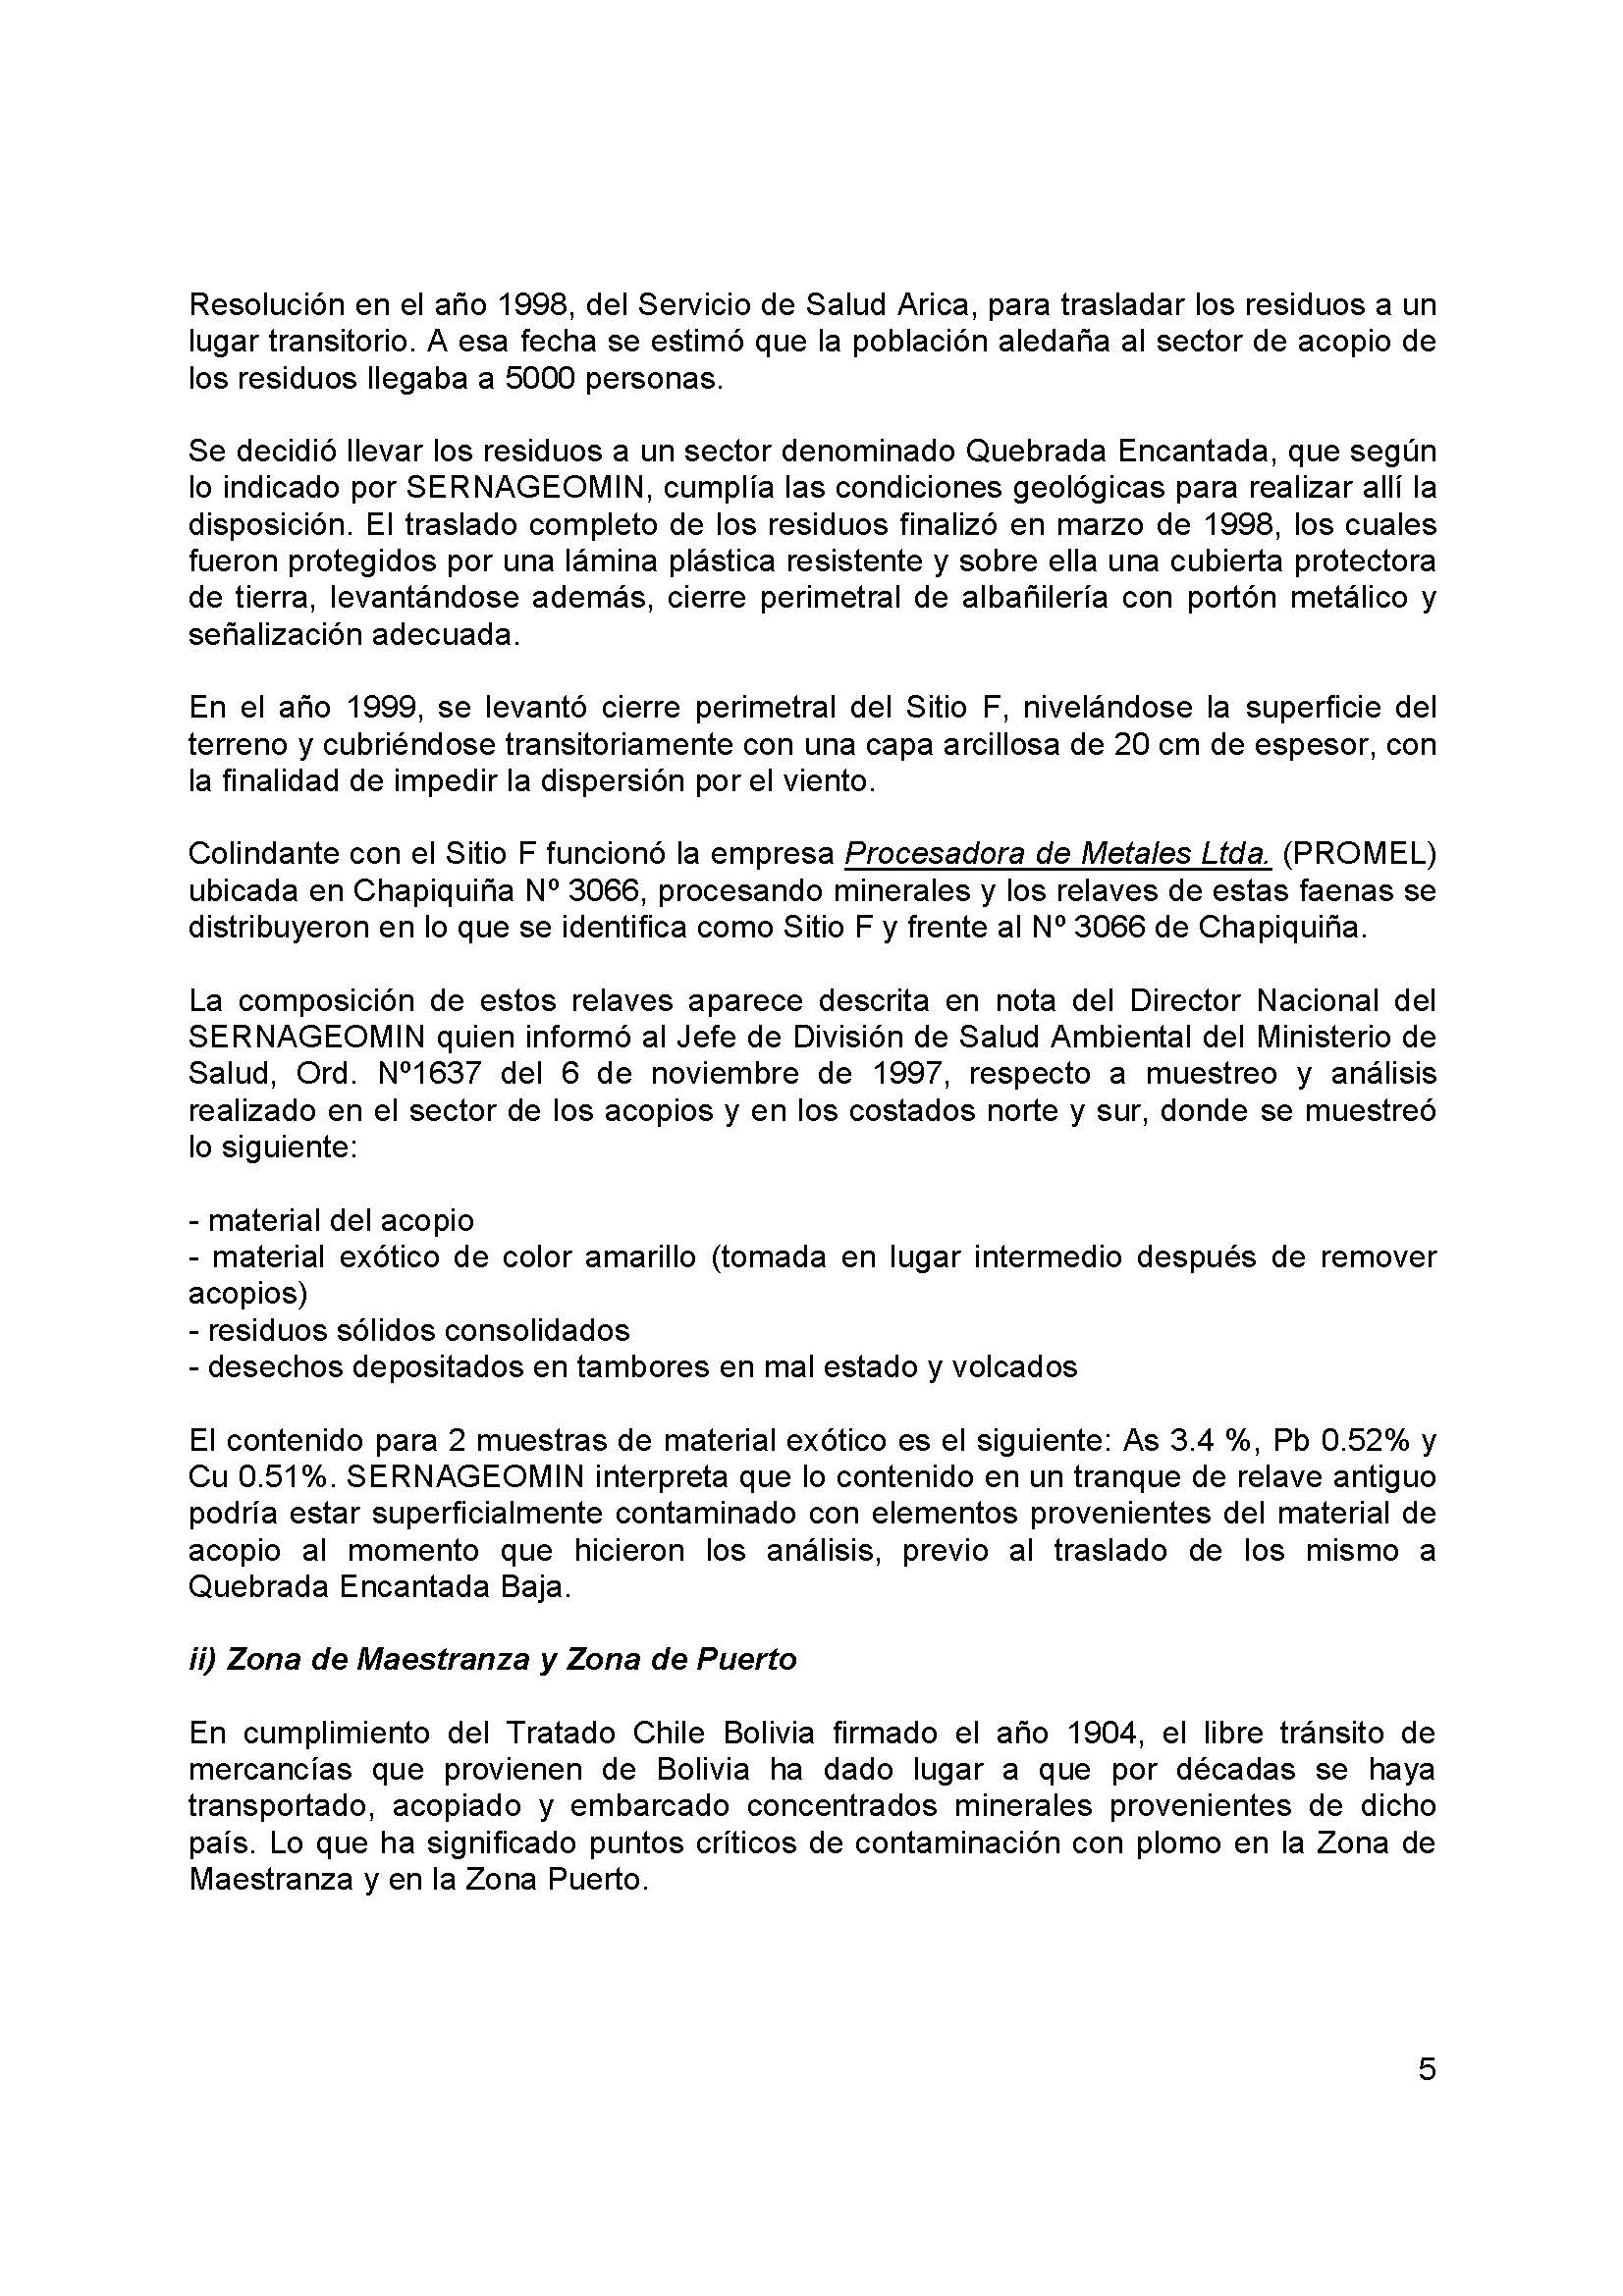 Resolución en el año 1998, del Servicio de Salud Arica, para trasladar los residuos a un
lugar transitorio. A esa fecha se estimó que la población aledaña al sector de acopio de
los residuos llegaba a 5000 personas.
Se decidió llevar los residuos a un sector denominado Quebrada Encantada, que según
lo indicado por SERNAGEOMIN, cumplía las condiciones geológicas para realizar allí la
disposición. El traslado completo de los residuos finalizó en marzo de 1998, los cuales
fueron protegidos por una lámina plástica resistente y sobre ella una cubierta protectora
de tierra, levantándose además, cierre perimetral de albañilería con portón metálico y
señalización adecuada.
En el año 1999, se levantó cierre perimetral del Sitio F, nivelándose la superficie del
terreno y cubriéndose transitoriamente con una capa arcillosa de 20 cm de espesor, con
la finalidad de impedir la dispersión por el viento.
Colindante con el Sitio F funcionó la empresa Procesadora de Metales Ltda. (PROMEL)
ubicada en Chapiquiña Nº 3066, procesando minerales y los relaves de estas faenas se
distribuyeron en lo que se identifica como Sitio F y frente al Nº 3066 de Chapiquiña.
La composición de estos relaves aparece descrita en nota del Director Nacional del
SERNAGEOMIN quien informó al Jefe de División de Salud Ambiental del Ministerio de
Salud, Ord. Nº1637 del 6 de noviembre de 1997, respecto a muestreo y análisis
realizado en el sector de los acopios y en los costados norte y sur, donde se muestreó
lo siguiente:
- material del acopio
- material exótico de color amarillo (tomada en lugar intermedio después de remover
acopios)
- residuos sólidos consolidados
- desechos depositados en tambores en mal estado y volcados
El contenido para 2 muestras de material exótico es el siguiente: As 3.4 %, Pb 0.52% y
Cu 0.51%. SERNAGEOMIN interpreta que lo contenido en un tranque de relave antiguo
podría estar superficialmente contaminado con elementos provenientes del material de
acopio al momento que hicieron los análisis, previo al traslado de los mismo a
Quebrada Encantada Baja.
ii) Zona de Maestranza y Zona de Puerto
En cumplimiento del Tratado Chile Bolivia firmado el año 1904, el libre tránsito de
mercancías que provienen de Bolivia ha dado lugar a que por décadas se haya
transportado, acopiado y embarcado concentrados minerales provenientes de dicho
país. Lo que ha significado puntos críticos de contaminación con plomo en la Zona de
Maestranza y en la Zona Puerto.
5